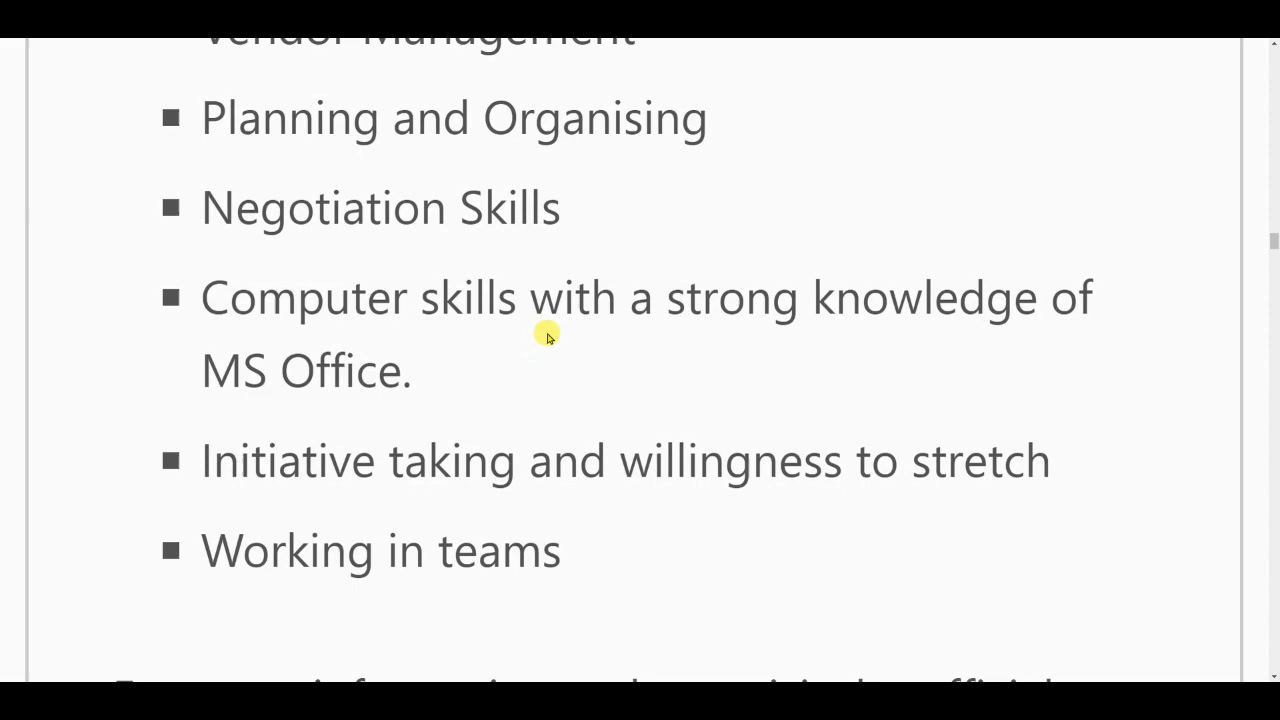 Vendor Management
Planning and Organising
Negotiation Skills
Computer skills with a strong knowledge of
MS Office.
Initiative taking and willingness to stretch
Working in teams